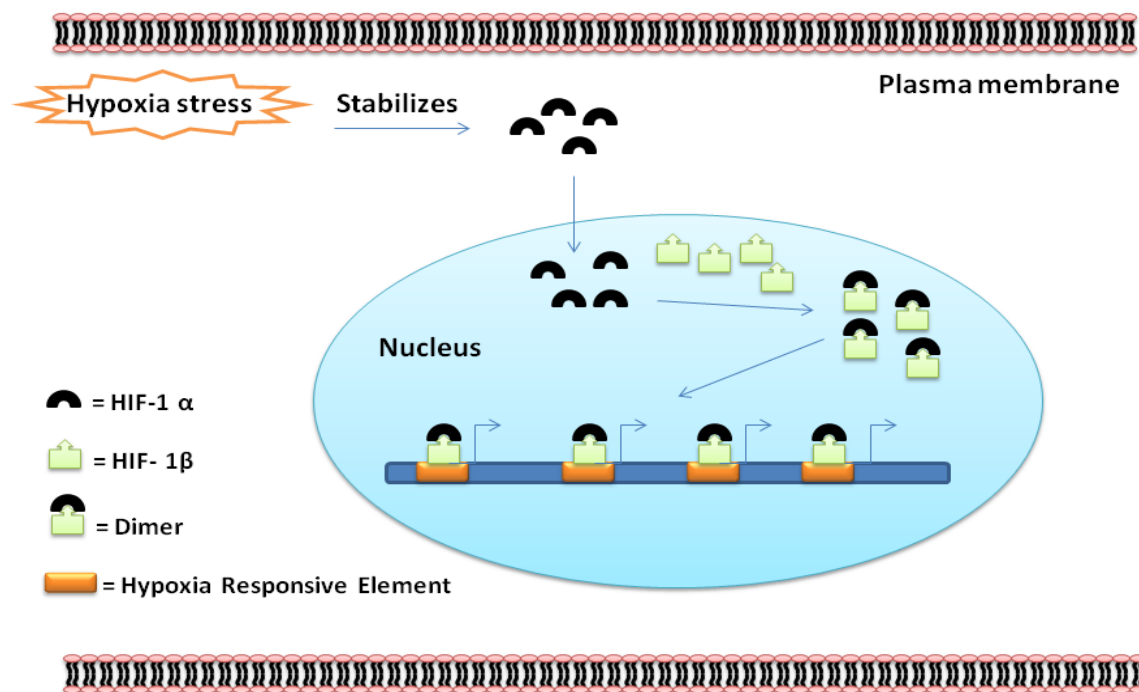 Plasma membrane
Hypoxia stress
Stabilizes
Nucleus
= HIF-1 α
= HIF- 1β
= Dimer
= Hypoxia Responsive Element